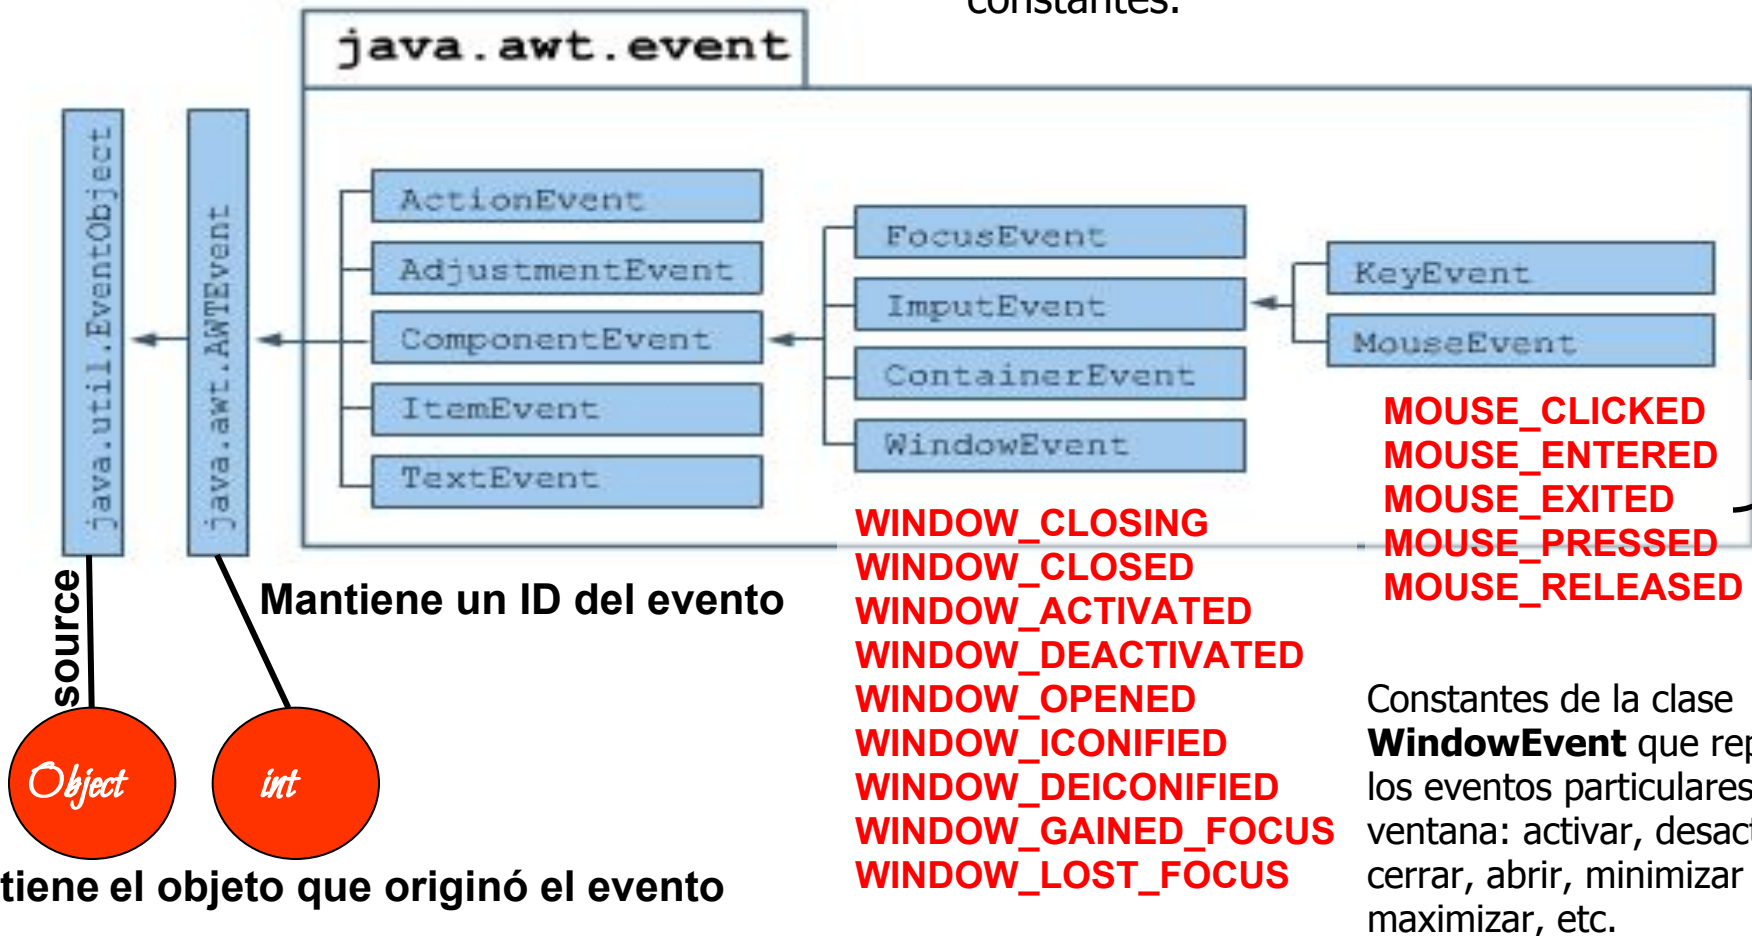 constantes.
java.awt.event
java.util.EventObject
java.awt.AWTEvent
ActionEvent
AdjustmentEvent
ComponentEvent
ItemEvent
TextEvent
FocusEvent
ImputEvent
ContainerEvent
WindowEvent
KeyEvent
MouseEvent
MOUSE_CLICKED
MOUSE_ENTERED
MOUSE_EXITED
MOUSE_PRESSED
MOUSE_RELEASED
WINDOW_CLOSING
WINDOW_CLOSED
WINDOW_ACTIVATED
WINDOW_DEACTIVATED
WINDOW_OPENED
WINDOW_ICONIFIED
WINDOW_DEICONIFIED
WINDOW_GAINED_FOCUS
WINDOW_LOST_FOCUS
source
Mantiene un ID del evento
Object
int
tiene el objeto que originó el evento
Constantes de la clase
WindowEvent que rep
los eventos particulares
ventana: activar, desact
cerrar, abrir, minimizar
maximizar, etc.